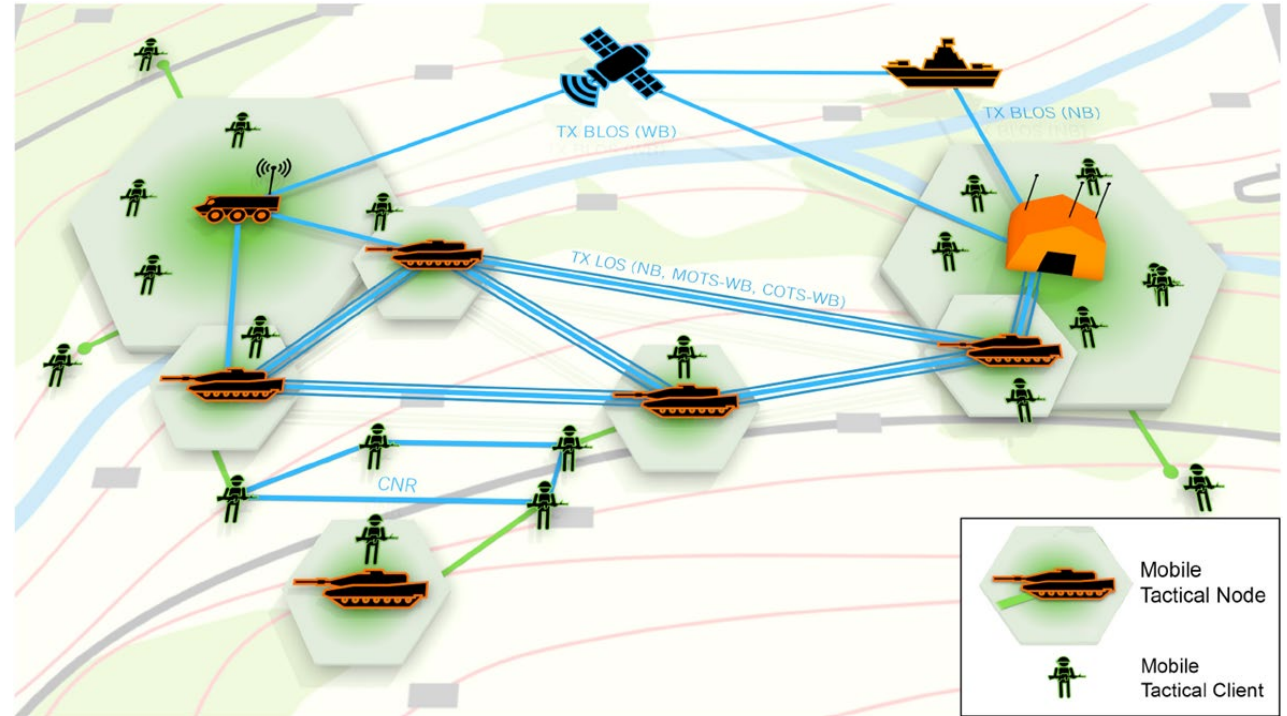 TX BLOS (WB)
TX BLOS (NB)
TX LOS (NB, MOTS-WB, COTS-WB)
CNR
Mobile
Tactical Node
Mobile
Tactical Client